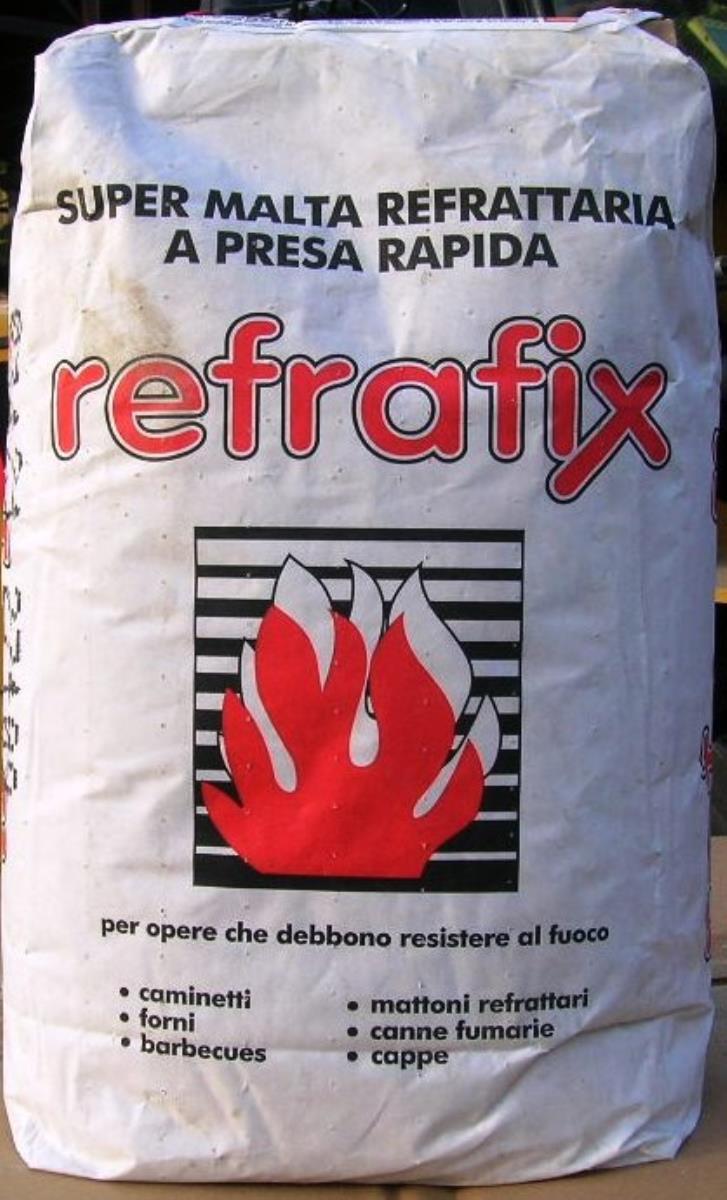 SUPER MALTA REFRATTARIA
A PRESA RAPIDA
refrafix
per opere che debbono resistere al fuoco
• caminetti
• forni
• barbecues
• mattoni refrattari
• canne fumarie
• cappe